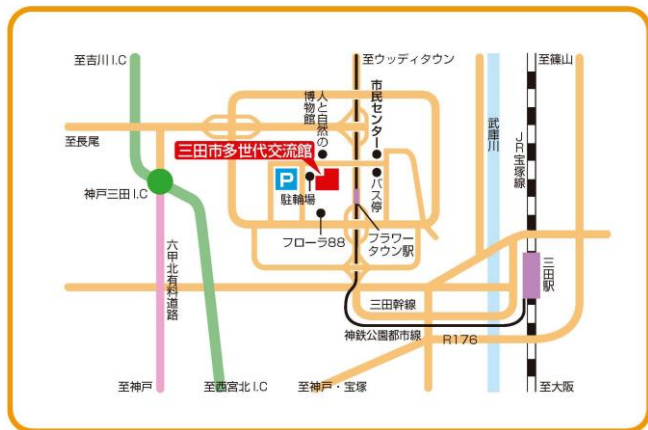 至吉川I.C
至ウッディタウン
至篠山
人と自然の
博物館
市民センター
武庫川
JR宝塚線
至長尾
三田市多世代交流館
P
駐輪場
バス停
神戸三田I.C
フローラ88
フラワー
タウン駅
三田駅
六甲北有料道路
三田幹線
神鉄公園都市線
R176
至神戸
至西宮北I.C
至神戸・宝塚
至大阪